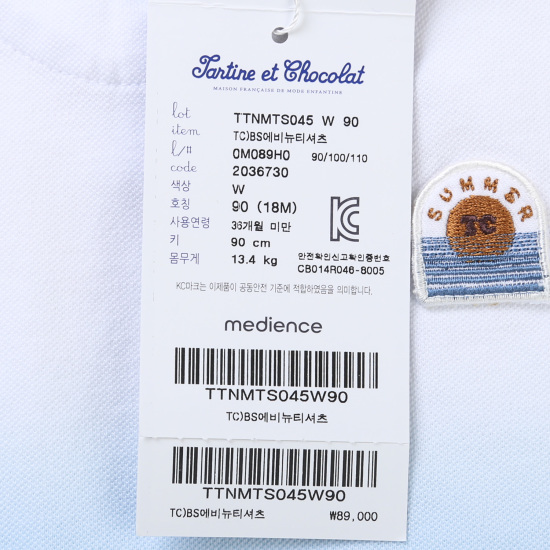 Tartine et Chocolat
MAISON FRANÇAISE DE MODE ENFANTINE
lot TTNMTS045 W 90
item TC)BS에비뉴티셔츠
l/# 0M089H0 90/100/110
code 2036730
색상 W
호칭 90 (18M)
사용연령 36개월 미만
키 90 cm
몸무게 13.4 kg
안전확인신고확인증번호
CB014R046-8005
KC마크는 이제품이 공동안전 기준에 적합하였음을 의미합니다.
medience
TTNMTS045W90
TC)BS에비뉴티셔츠
TTNMTS045W90
TC)BS에비뉴티셔츠 ₩89,000
SUMMER
TC